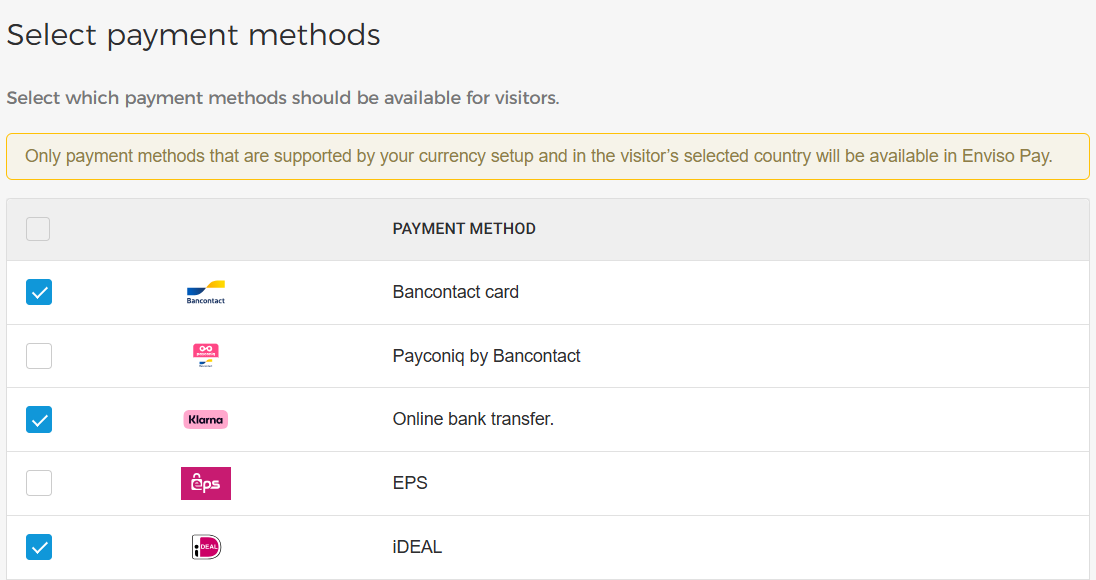 Select payment methods
Select which payment methods should be available for visitors.
Only payment methods that are supported by your currency setup and in the visitor’s selected country will be available in Enviso Pay.
PAYMENT METHOD
Bancontact
Bancontact card
Payconiq by Bancontact
Klarna
Online bank transfer.
eps
EPS
iDEAL
iDEAL